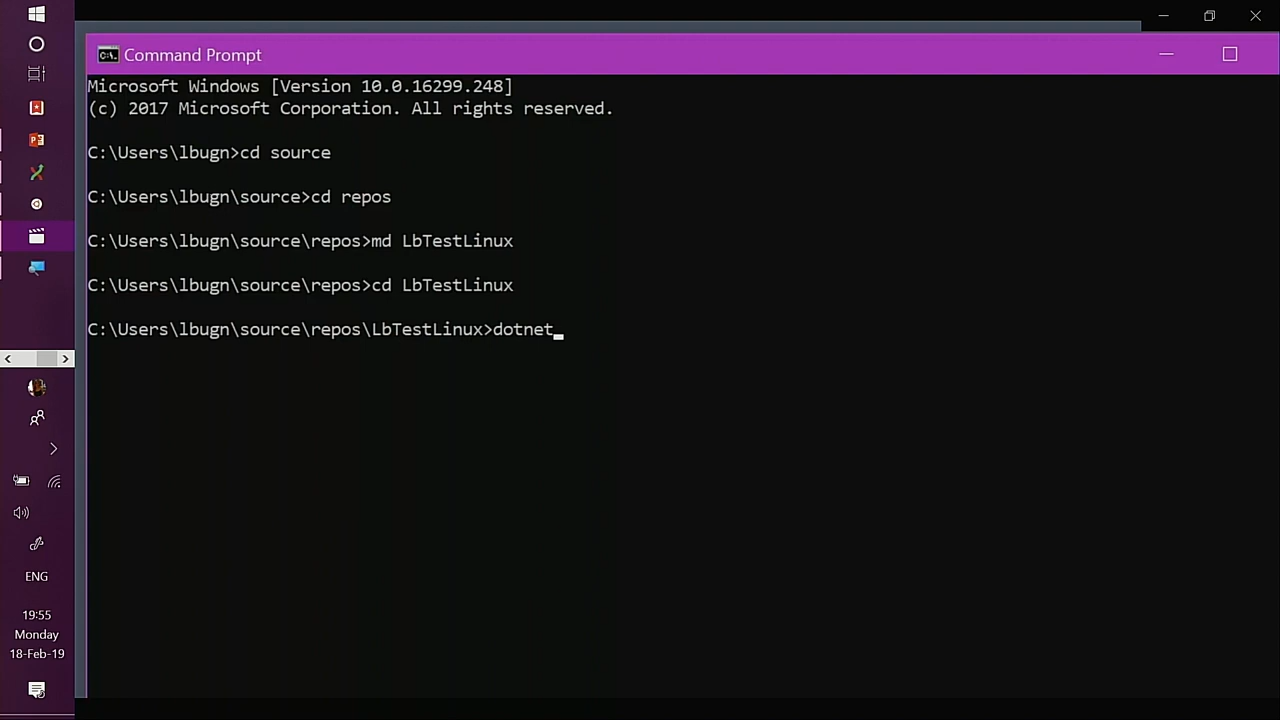 Command Prompt
Microsoft Windows [Version 10.0.16299.248]
(c) 2017 Microsoft Corporation. All rights reserved.
C:\Users\lbugn>cd source
C:\Users\lbugn\source>cd repos
C:\Users\lbugn\source\repos>md LbTestLinux
C:\Users\lbugn\source\repos>cd LbTestLinux
C:\Users\lbugn\source\repos\LbTestLinux>dotnet
ENG
19:55
Monday
18-Feb-19